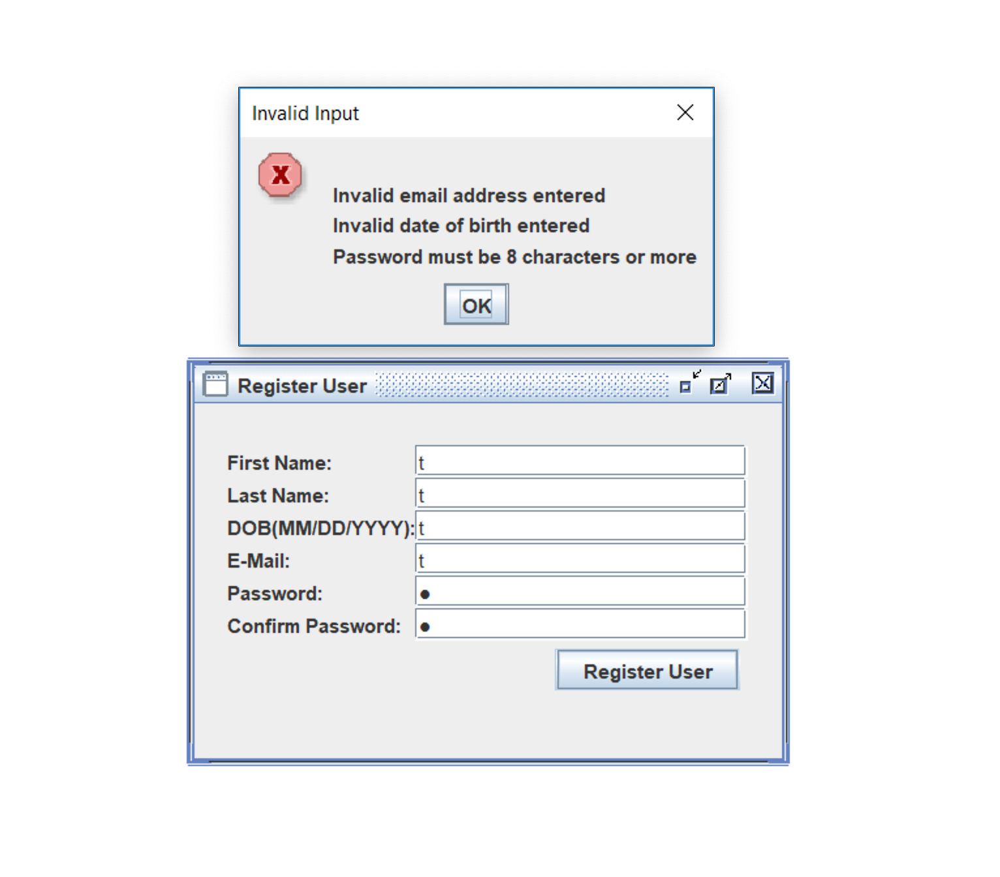 Invalid Input
Invalid email address entered
Invalid date of birth entered
Password must be 8 characters or more
OK
Register User
First Name: t
Last Name: t
DOB(MM/DD/YYYY): t
E-Mail: t
Password: ●
Confirm Password: ●
Register User